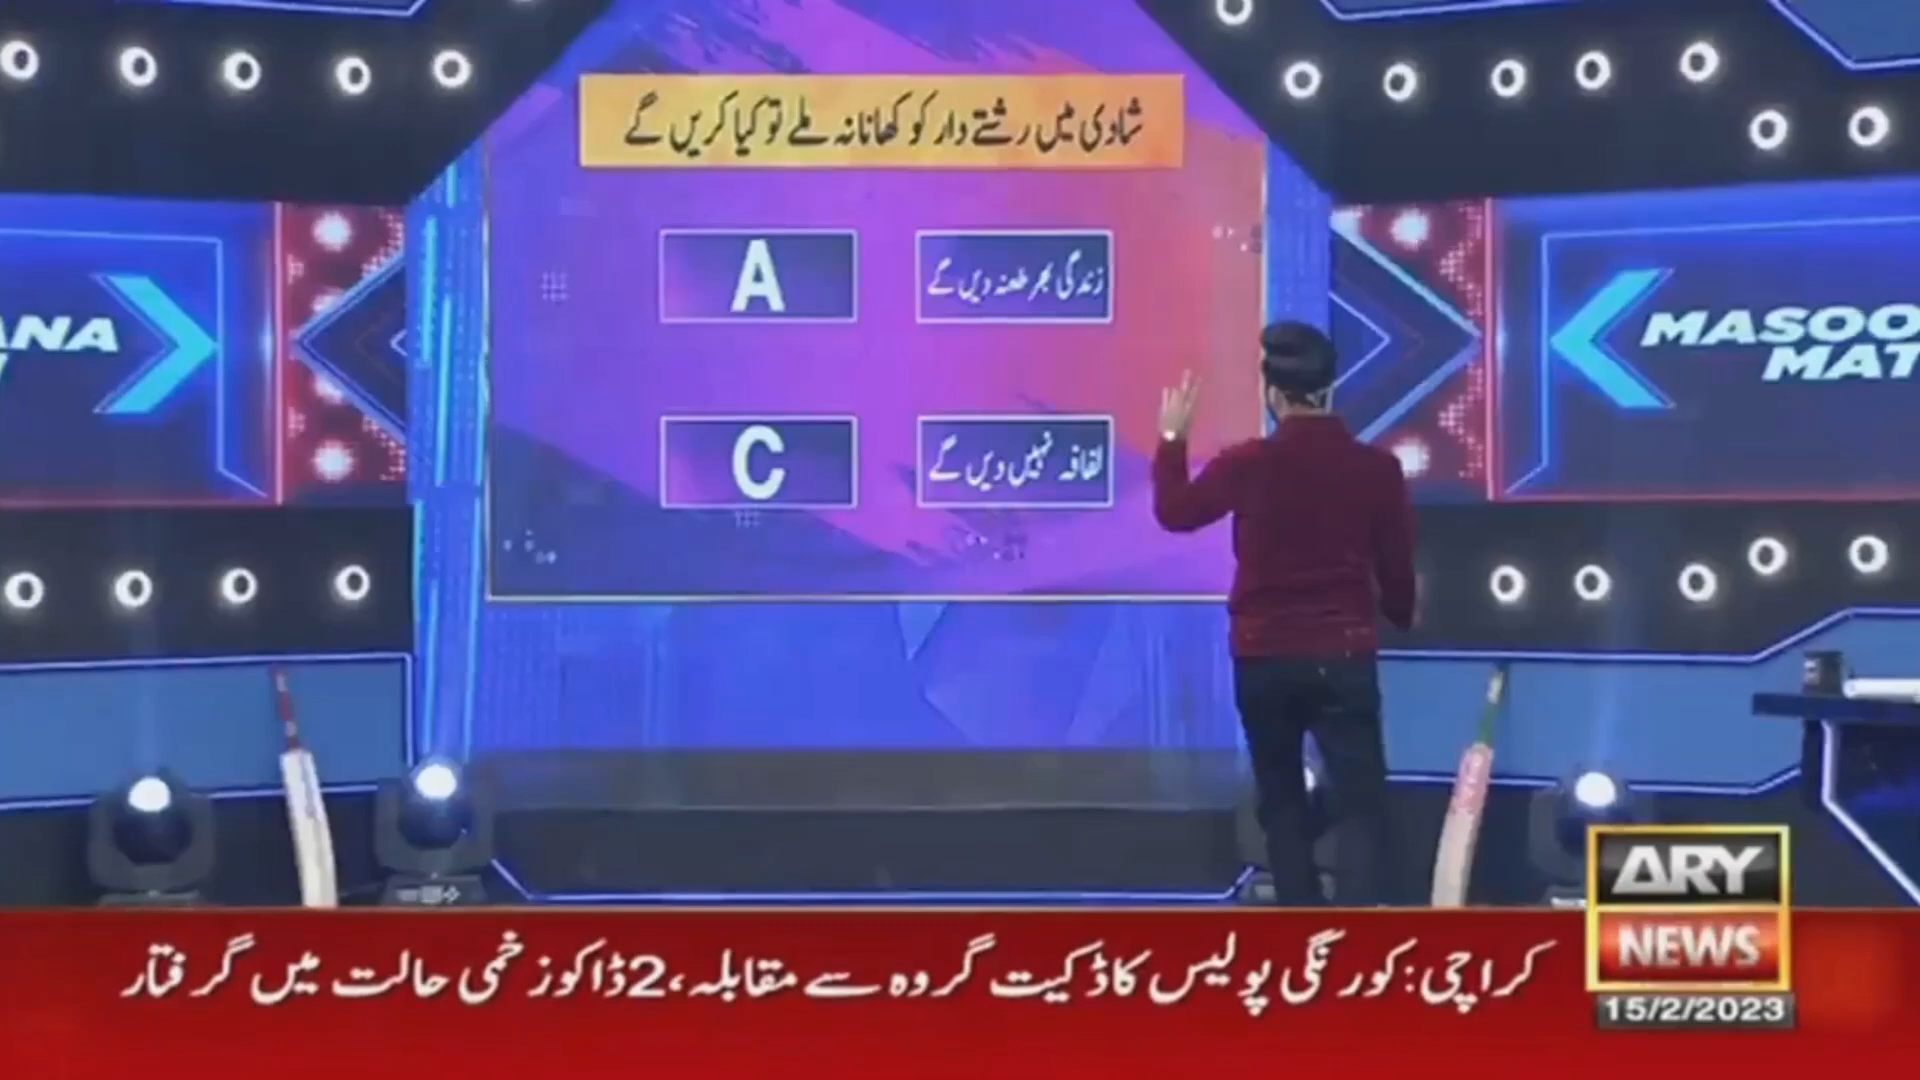 شادی میں رشتے دار کو کھانا نہ ملے تو کیا کریں گے
A
زندگی بھر طعنہ دیں گے
C
لفافہ نہیں دیں گے
ANA
MASOO
MAT
ARY
NEWS
15/2/2023
کراچی:کورنگی پولیس کا ڈکیت گروہ سے مقابلہ،2ڈاکو زخمی حالت میں گرفتار